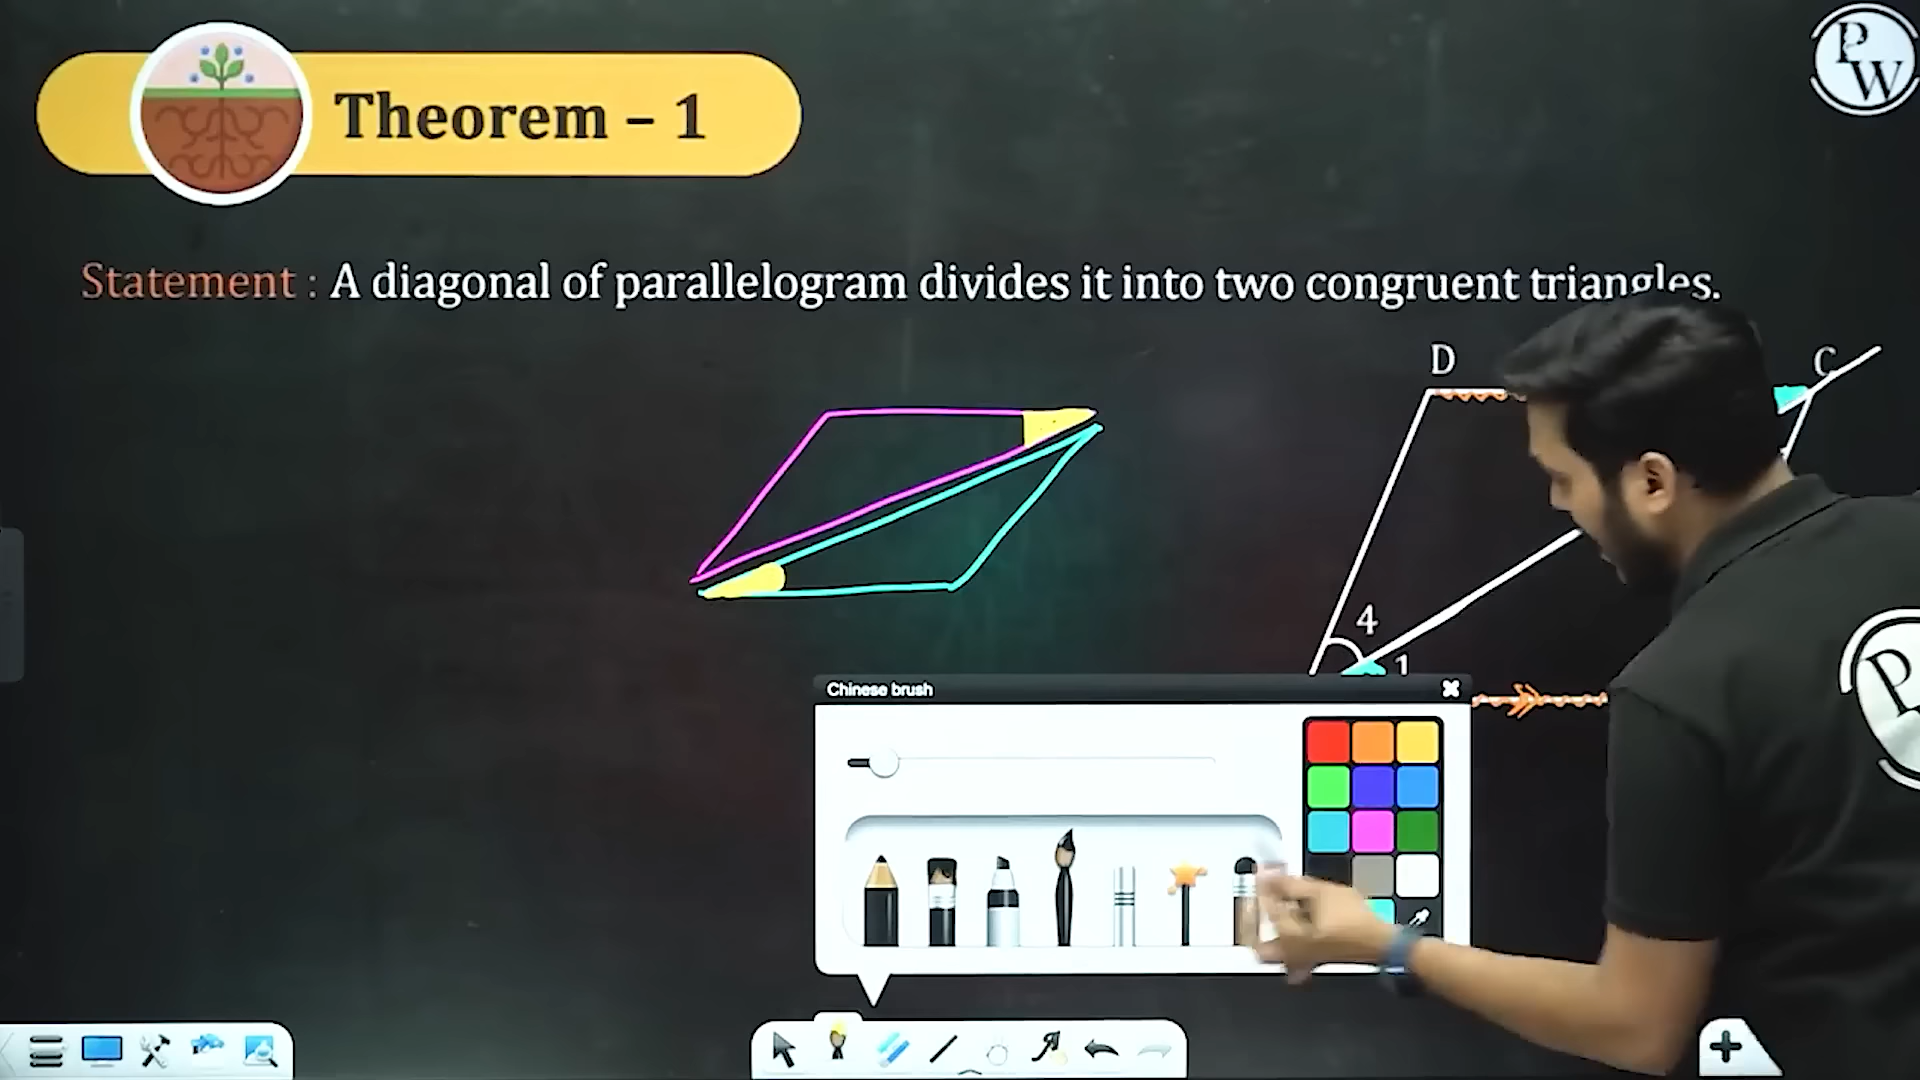 P
W
Theorem – 1
Statement : A diagonal of parallelogram divides it into two congruent triangles.
D
C
4
1
P
Chinese brush